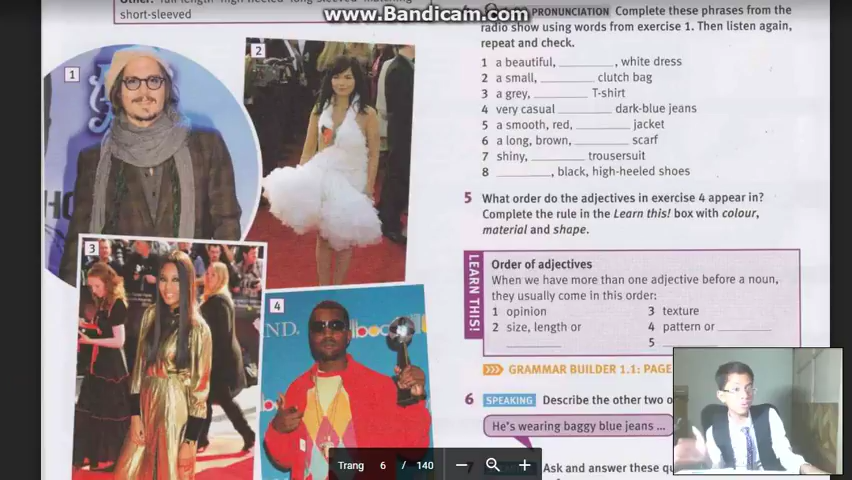 www.Bandicam.com
short-sleeved
PRONUNCIATION Complete these phrases from the
radio show using words from exercise 1. Then listen again,
repeat and check.
1 a beautiful, ________, white dress
2 a small, ________ clutch bag
3 a grey, ________ T-shirt
4 very casual ________ dark-blue jeans
5 a smooth, red, ________ jacket
6 a long, brown, ________ scarf
7 shiny, ________ trousersuit
8 ________, black, high-heeled shoes
5 What order do the adjectives in exercise 4 appear in?
Complete the rule in the Learn this! box with colour,
material and shape.
LEARN THIS!
Order of adjectives
When we have more than one adjective before a noun,
they usually come in this order:
1 opinion
2 size, length or
________
3 texture
4 pattern or ________
5 ________
GRAMMAR BUILDER 1.1: PAGE
6 SPEAKING Describe the other two o
He's wearing baggy blue jeans ...
7 Ask and answer these qu
1
2
3
4
Trang 6 / 140